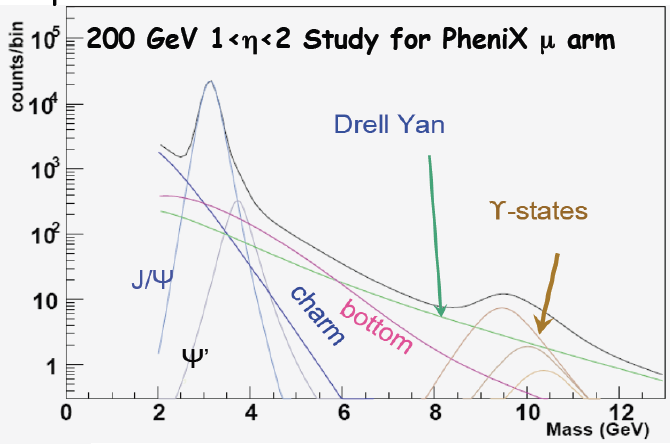 200 GeV 1<η<2 Study for PheniX μ arm
counts/bin
10⁵
10⁴
10³
10²
10
1
Drell Yan
ϒ-states
J/Ψ
Ψ’
charm
bottom
0 2 4 6 8 10 12
Mass (GeV)